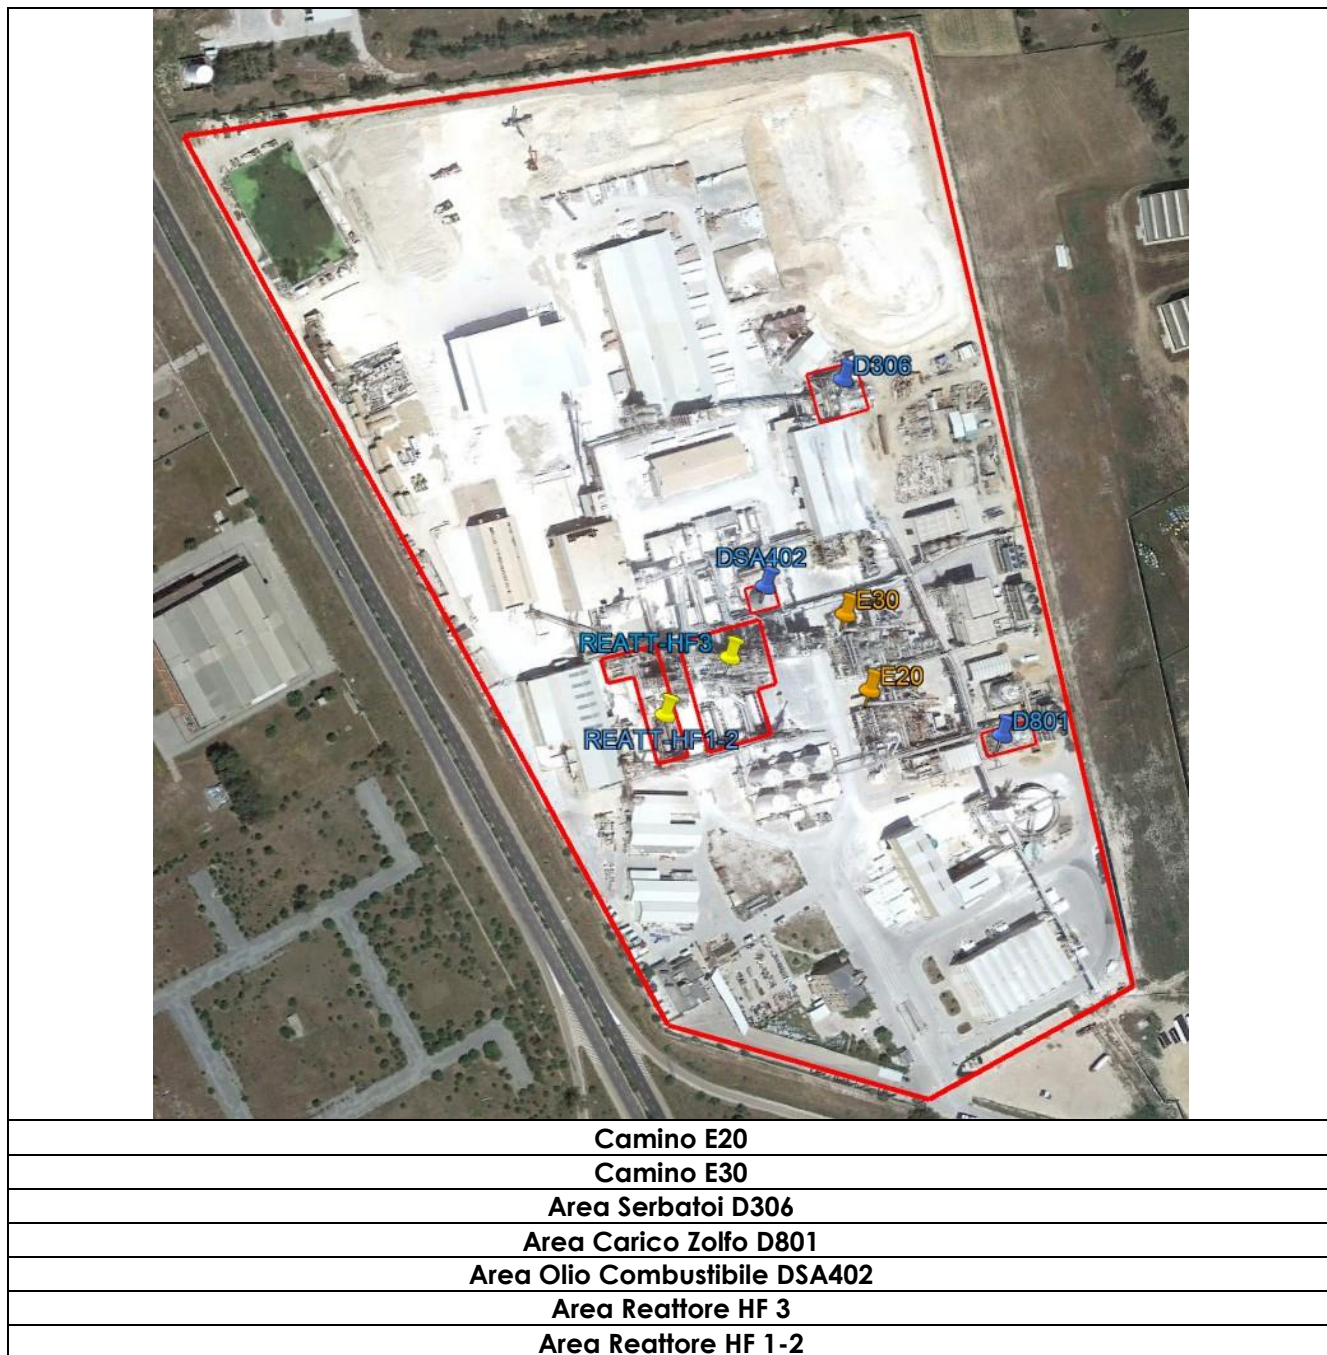 D306
DSA402
E30
REATT-HF3
E20
D801
REATT-HF1-2
Camino E20
Camino E30
Area Serbatoi D306
Area Carico Zolfo D801
Area Olio Combustibile DSA402
Area Reattore HF 3
Area Reattore HF 1-2